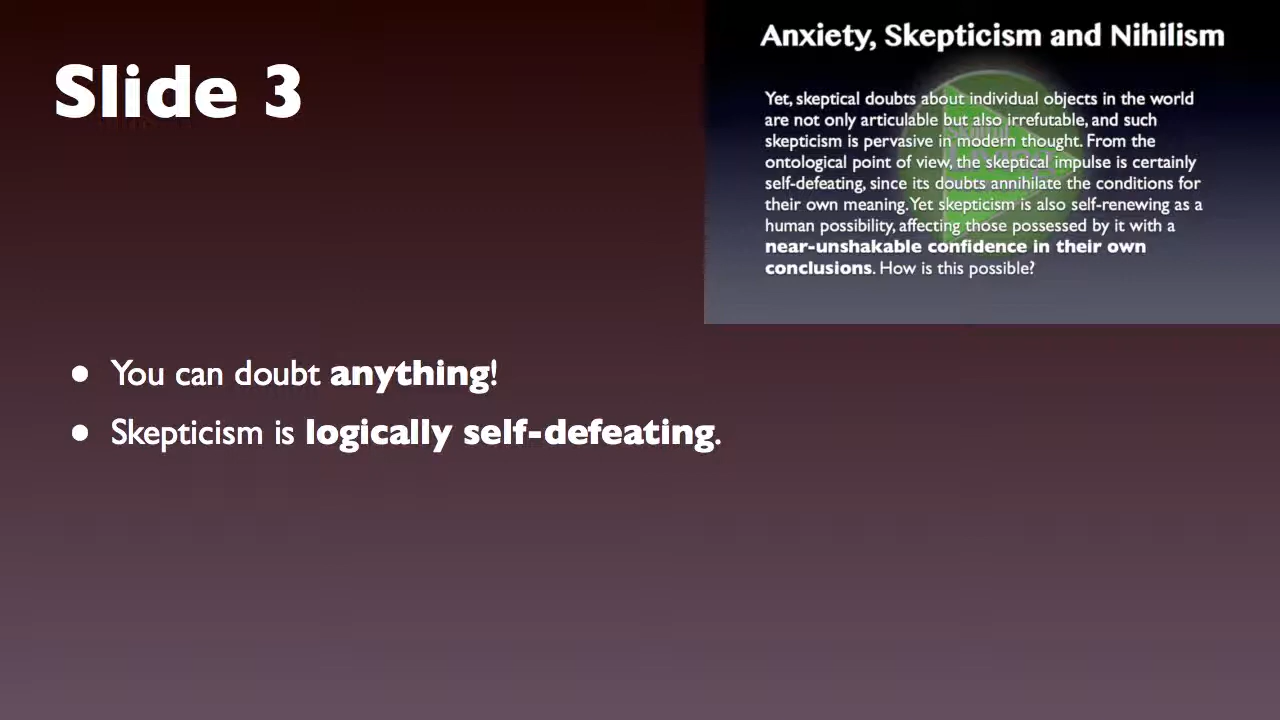 Slide 3
Anxiety, Skepticism and Nihilism
Yet, skeptical doubts about individual objects in the world
are not only articulable but also irrefutable, and such
skepticism is pervasive in modern thought. From the
ontological point of view, the skeptical impulse is certainly
self-defeating, since its doubts annihilate the conditions for
their own meaning. Yet skepticism is also self-renewing as a
human possibility, affecting those possessed by it with a
near-unshakable confidence in their own
conclusions. How is this possible?
• You can doubt anything!
• Skepticism is logically self-defeating.